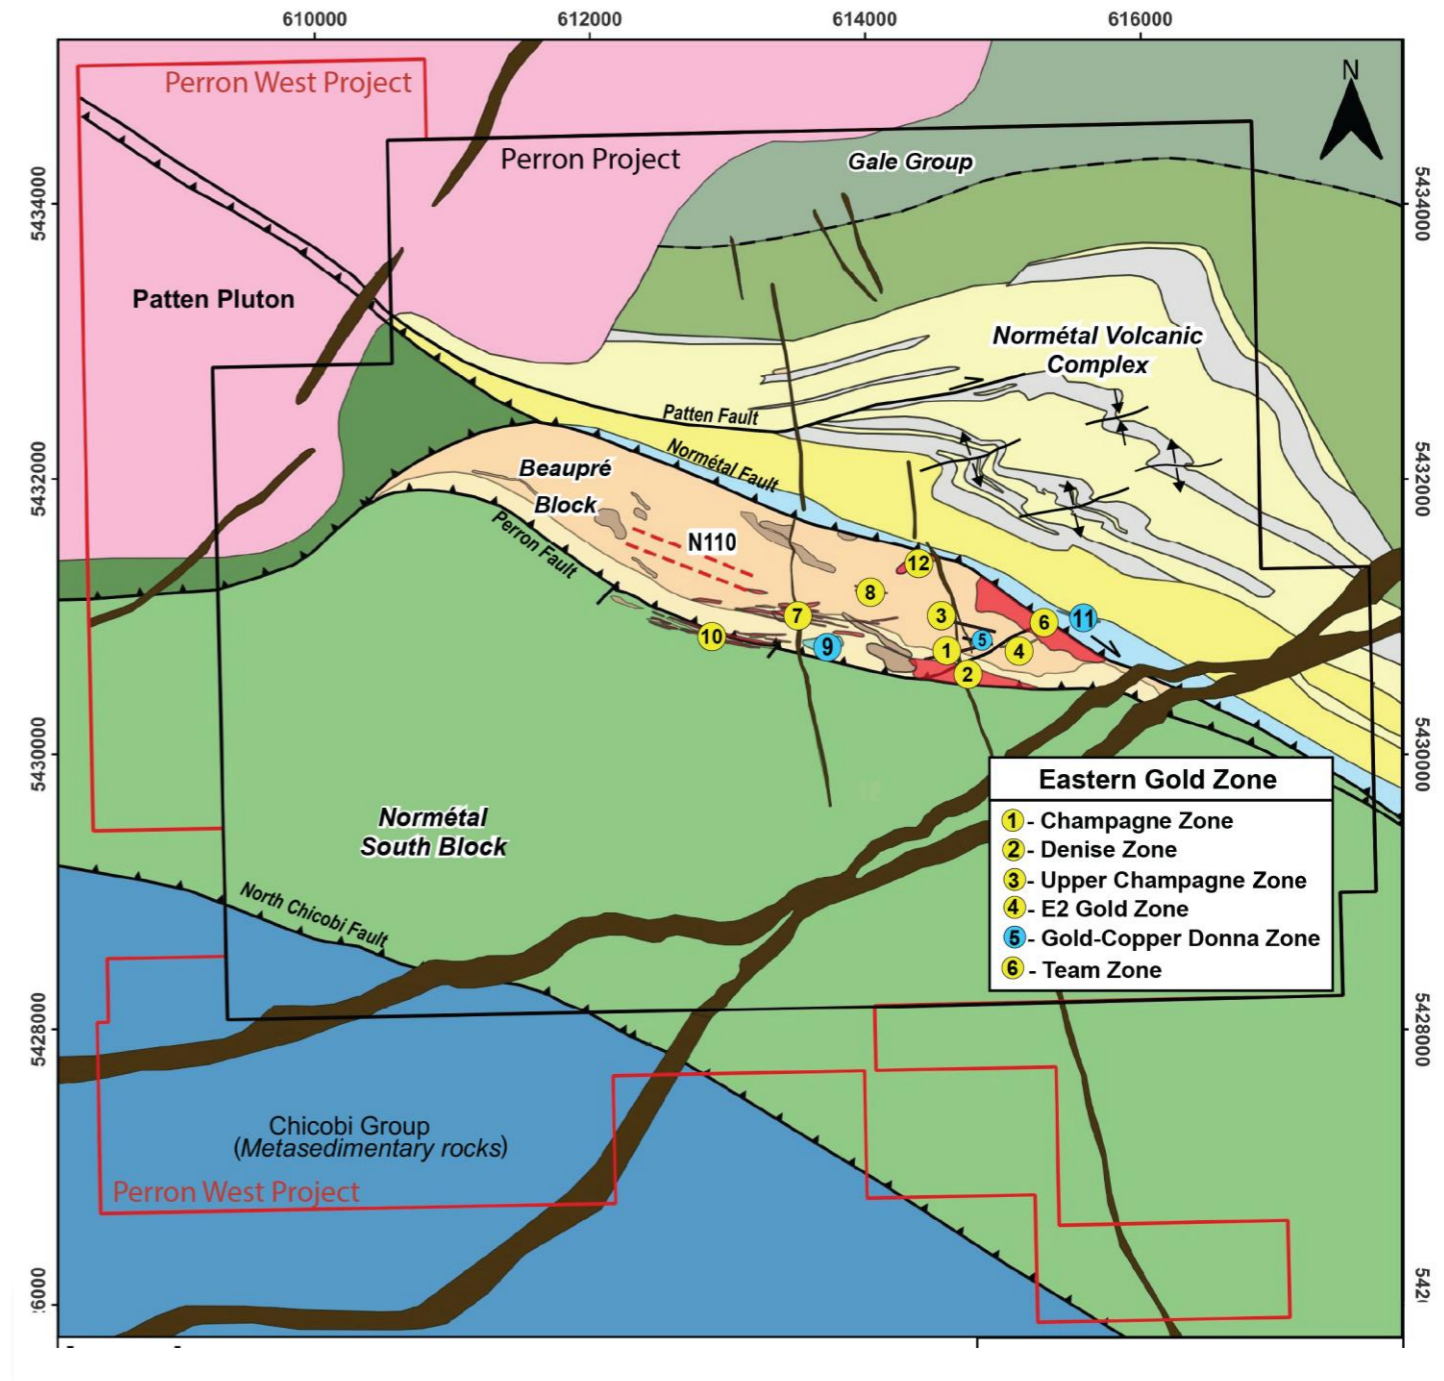 610000
612000
614000
616000
N
Perron West Project
Perron Project
Gale Group
5434000
5434000
Patten Pluton
Normétal Volcanic
Complex
Patten Fault
Normétal Fault
Beaupré
Block
5432000
5432000
Perron Fault
N110
12
8
7
3
6
11
10
9
1
5
4
2
5430000
5430000
Eastern Gold Zone
1 - Champagne Zone
2 - Denise Zone
3 - Upper Champagne Zone
4 - E2 Gold Zone
5 - Gold-Copper Donna Zone
6 - Team Zone
Normétal
South Block
North Chicobi Fault
5428000
5428000
Chicobi Group
(Metasedimentary rocks)
Perron West Project
6000
542